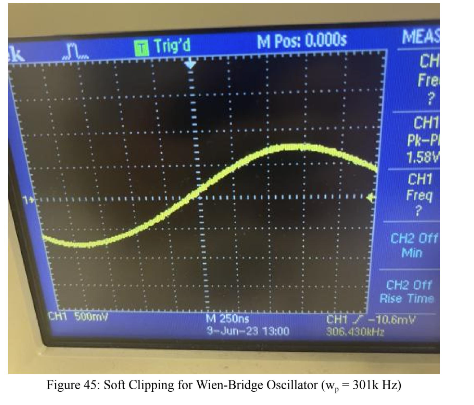 k T Trig'd M Pos: 0.000s MEAS
CH
Fre
?
CH1
Pk-Pk
1.58V
CH1
Freq
?
1+
CH2 Off
Min
CH2 Off
Rise Time
CH1 500mV M 250ns CH1 -10.6mV
9-Jun-23 13:00 306.430kHz
Figure 45: Soft Clipping for Wien-Bridge Oscillator (wp = 301k Hz)